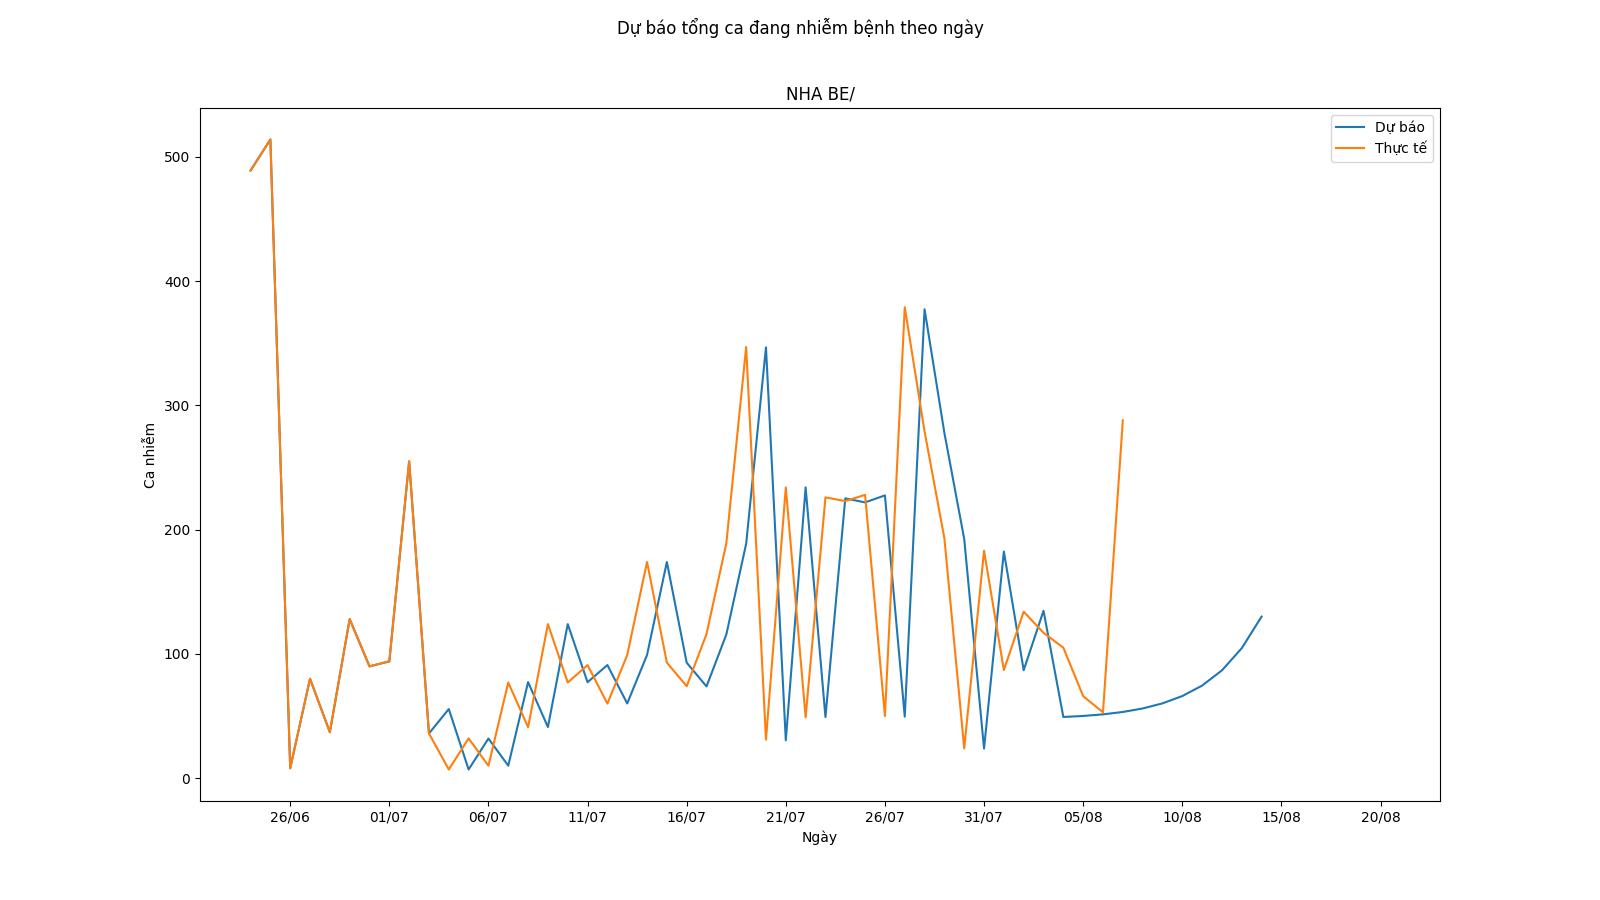 Dự báo tổng ca đang nhiễm bệnh theo ngày
NHA BE/
Dự báo
Thực tế
500
400
300
200
100
0
Ca nhiễm
26/06 01/07 06/07 11/07 16/07 21/07 26/07 31/07 05/08 10/08 15/08 20/08
Ngày